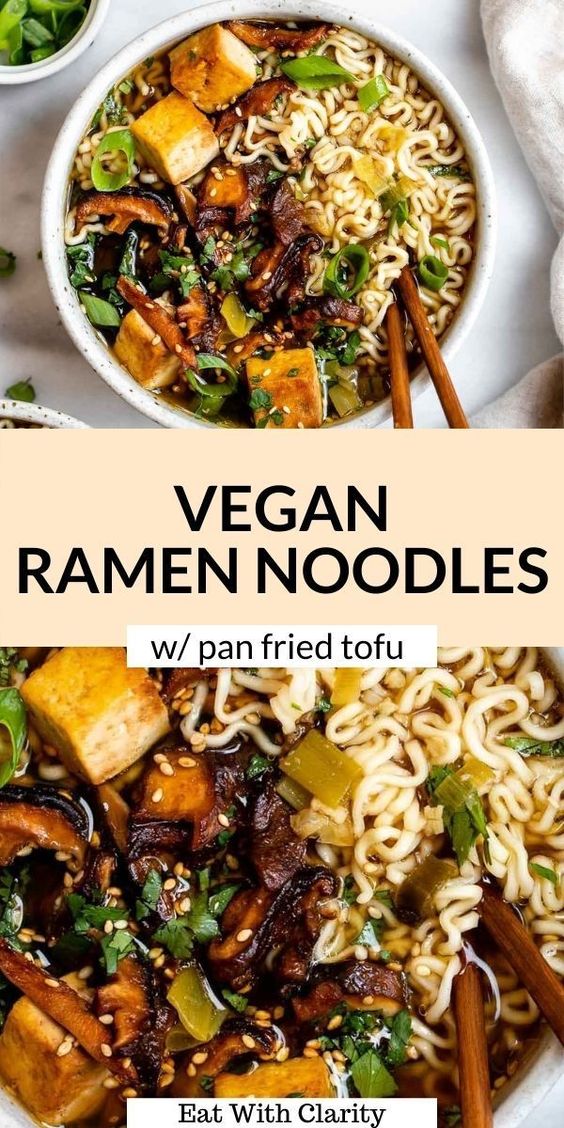 VEGAN
RAMEN NOODLES
w/ pan fried tofu
Eat With Clarity